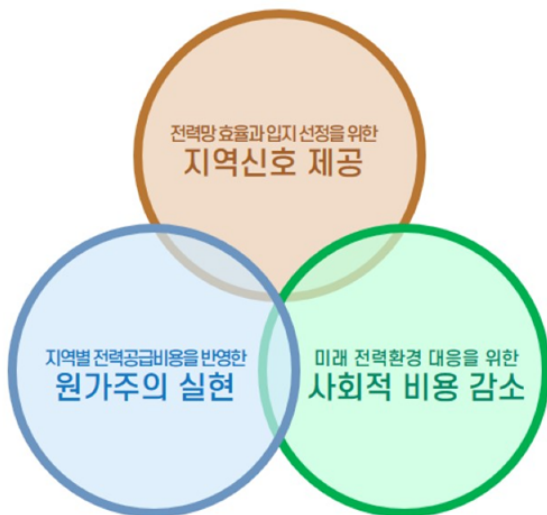 전력망 효율과 입지 선정을 위한
지역신호 제공
지역별 전력공급비용을 반영한
원가주의 실현
미래 전력환경 대응을 위한
사회적 비용 감소